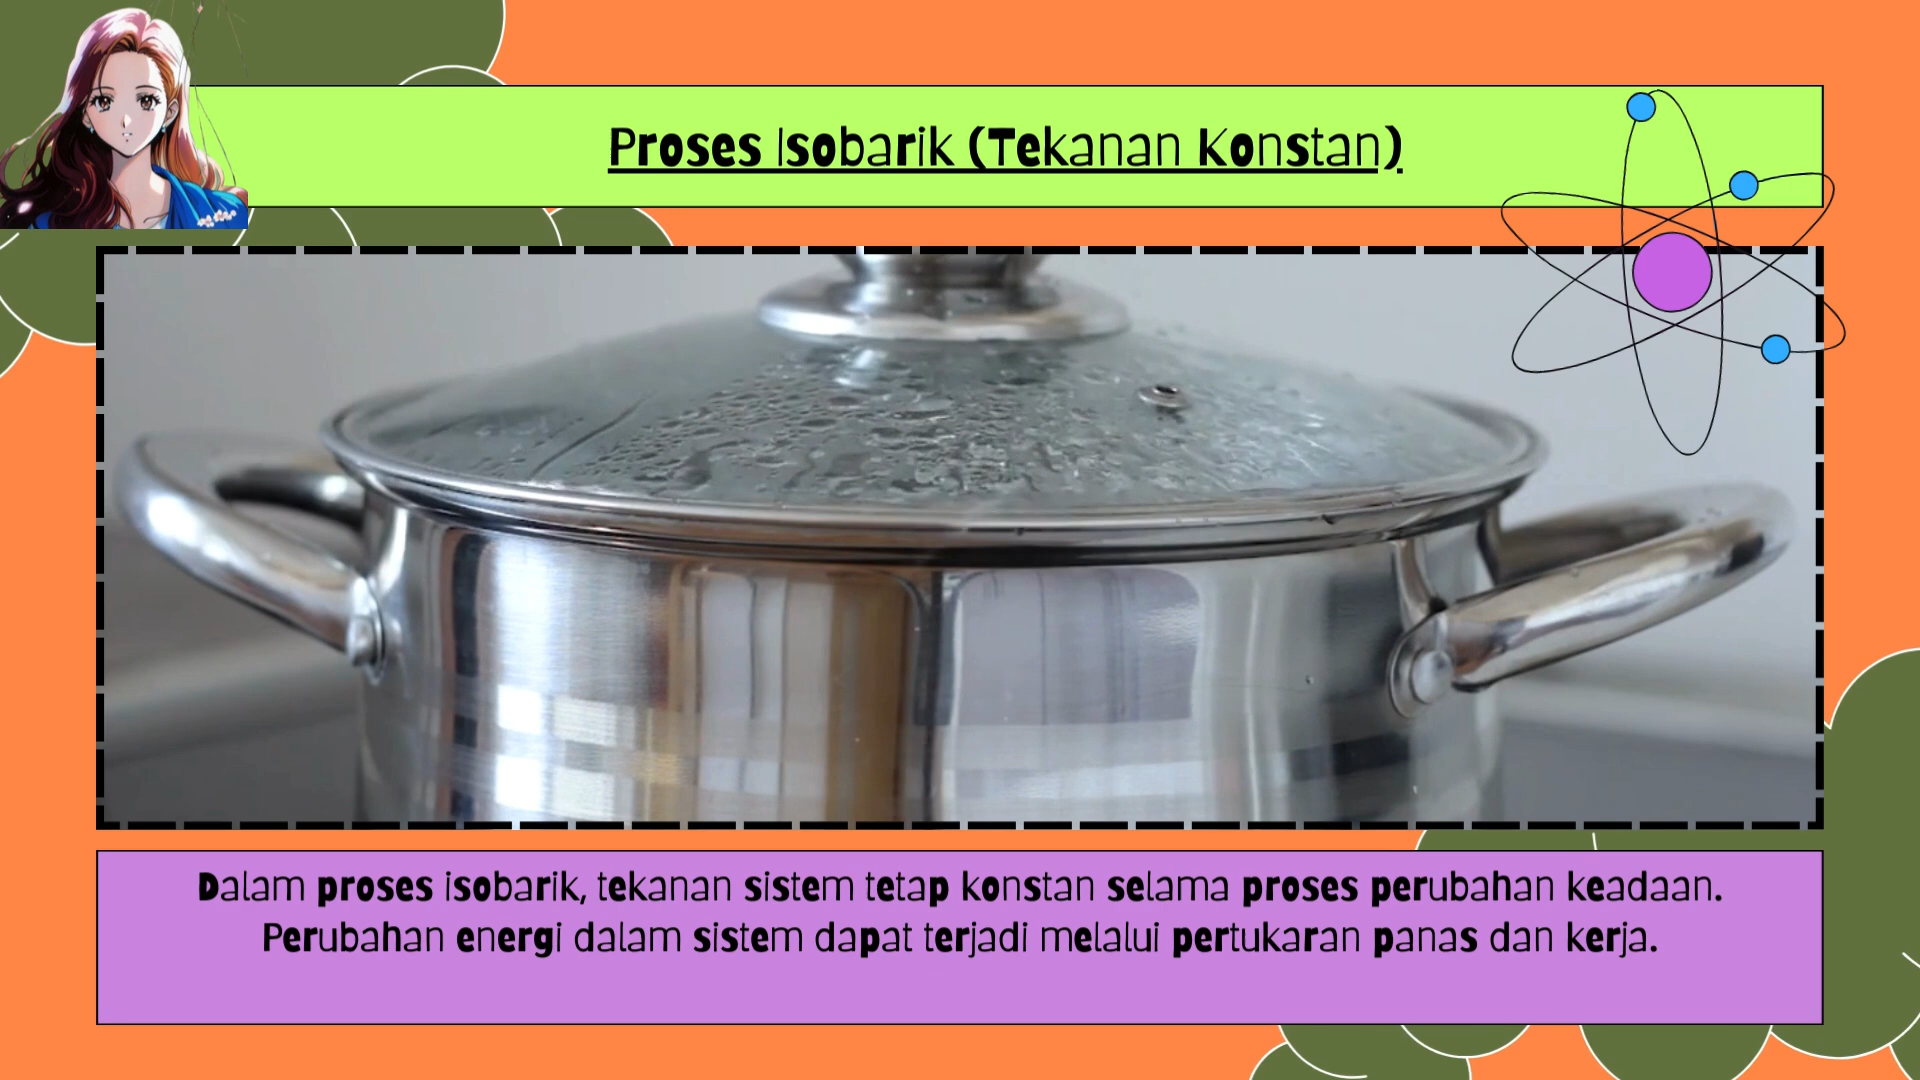 Proses Isobarik (Tekanan Konstan)
Dalam proses isobarik, tekanan sistem tetap konstan selama proses perubahan keadaan.
Perubahan energi dalam sistem dapat terjadi melalui pertukaran panas dan kerja.